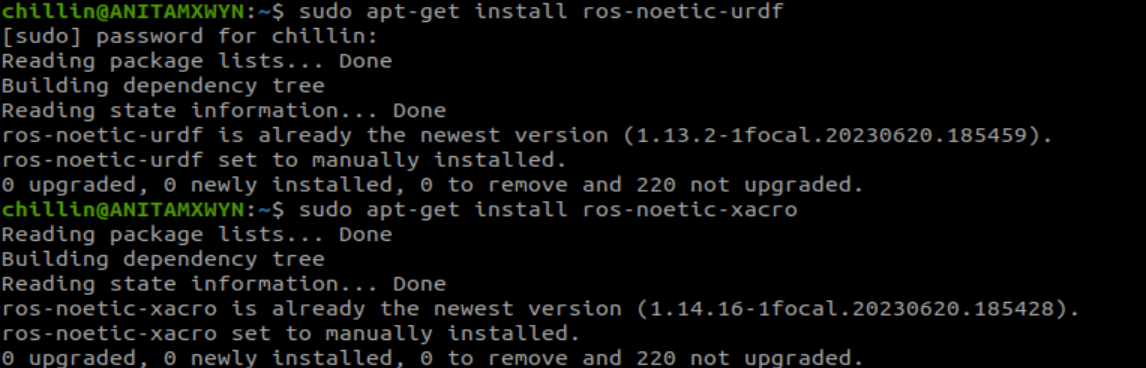 chillin@ANITAMXWYN:~$ sudo apt-get install ros-noetic-urdf
[sudo] password for chillin:
Reading package lists... Done
Building dependency tree
Reading state information... Done
ros-noetic-urdf is already the newest version (1.13.2-1focal.20230620.185459).
ros-noetic-urdf set to manually installed.
0 upgraded, 0 newly installed, 0 to remove and 220 not upgraded.
chillin@ANITAMXWYN:~$ sudo apt-get install ros-noetic-xacro
Reading package lists... Done
Building dependency tree
Reading state information... Done
ros-noetic-xacro is already the newest version (1.14.16-1focal.20230620.185428).
ros-noetic-xacro set to manually installed.
0 upgraded, 0 newly installed, 0 to remove and 220 not upgraded.